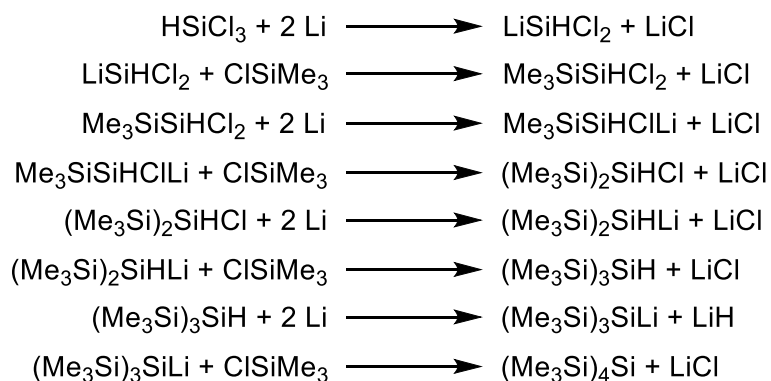 HSiCl₃ + 2 Li ⟶ LiSiHCl₂ + LiCl
LiSiHCl₂ + ClSiMe₃ ⟶ Me₃SiSiHCl₂ + LiCl
Me₃SiSiHCl₂ + 2 Li ⟶ Me₃SiSiHClLi + LiCl
Me₃SiSiHClLi + ClSiMe₃ ⟶ (Me₃Si)₂SiHCl + LiCl
(Me₃Si)₂SiHCl + 2 Li ⟶ (Me₃Si)₂SiHLi + LiCl
(Me₃Si)₂SiHLi + ClSiMe₃ ⟶ (Me₃Si)₃SiH + LiCl
(Me₃Si)₃SiH + 2 Li ⟶ (Me₃Si)₃SiLi + LiH
(Me₃Si)₃SiLi + ClSiMe₃ ⟶ (Me₃Si)₄Si + LiCl